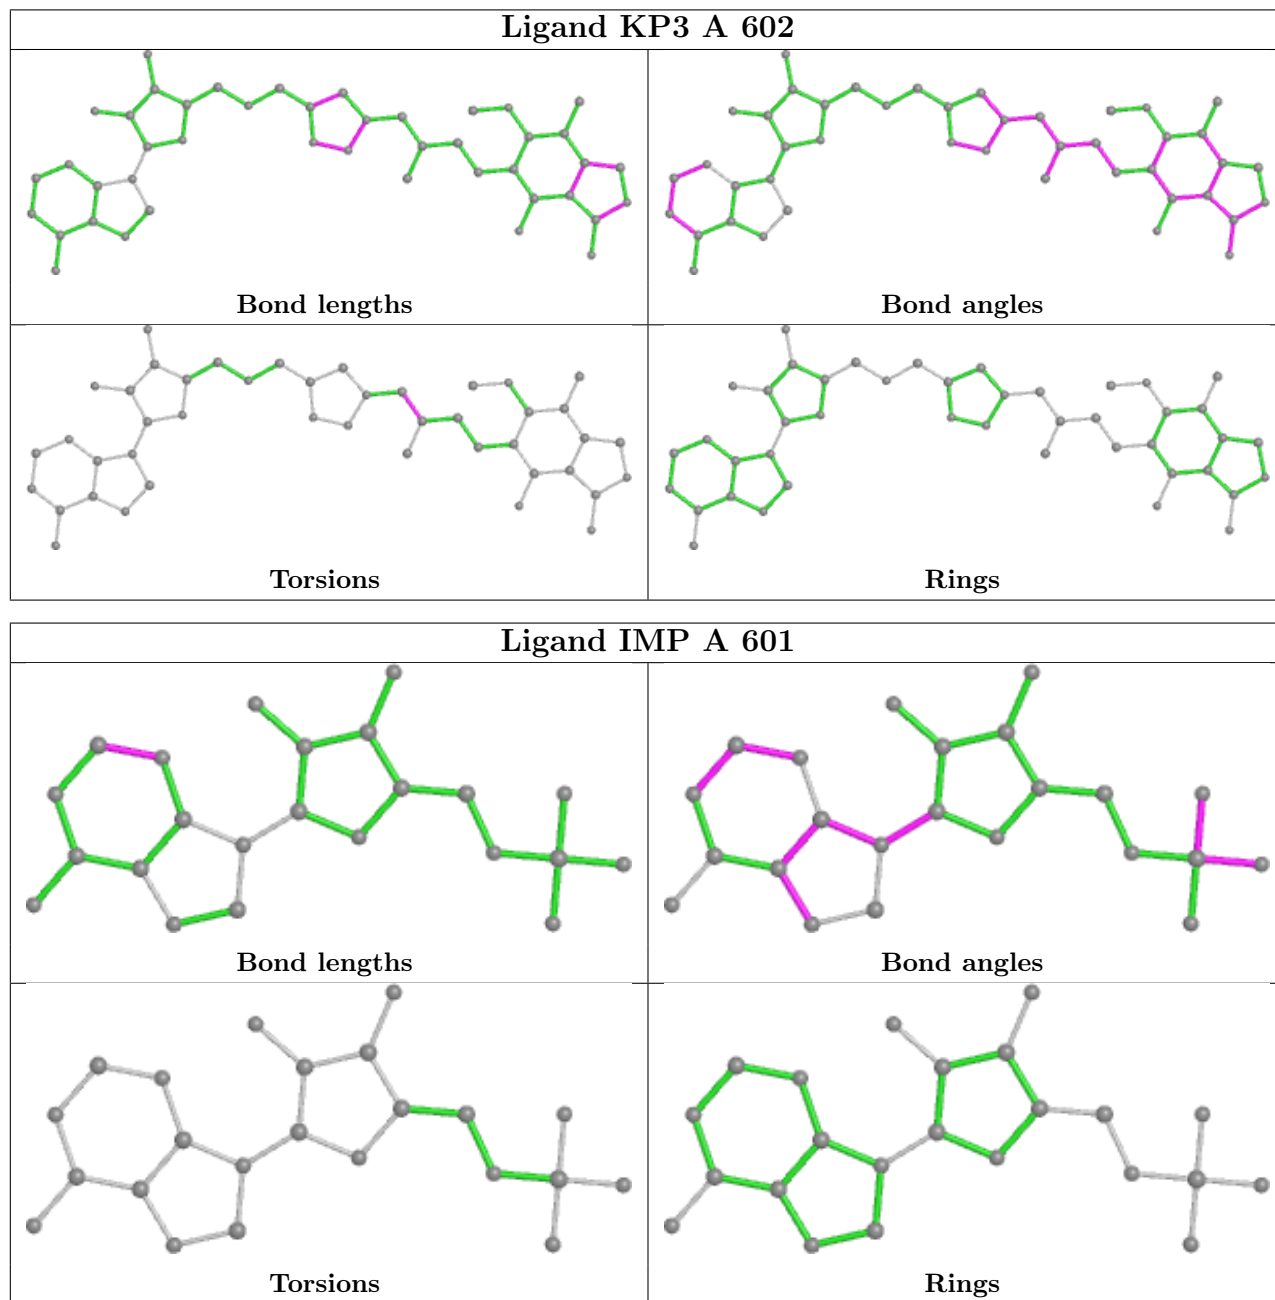 Ligand KP3 A 602
Bond lengths
Bond angles
Torsions
Rings
Ligand IMP A 601
Bond lengths
Bond angles
Torsions
Rings